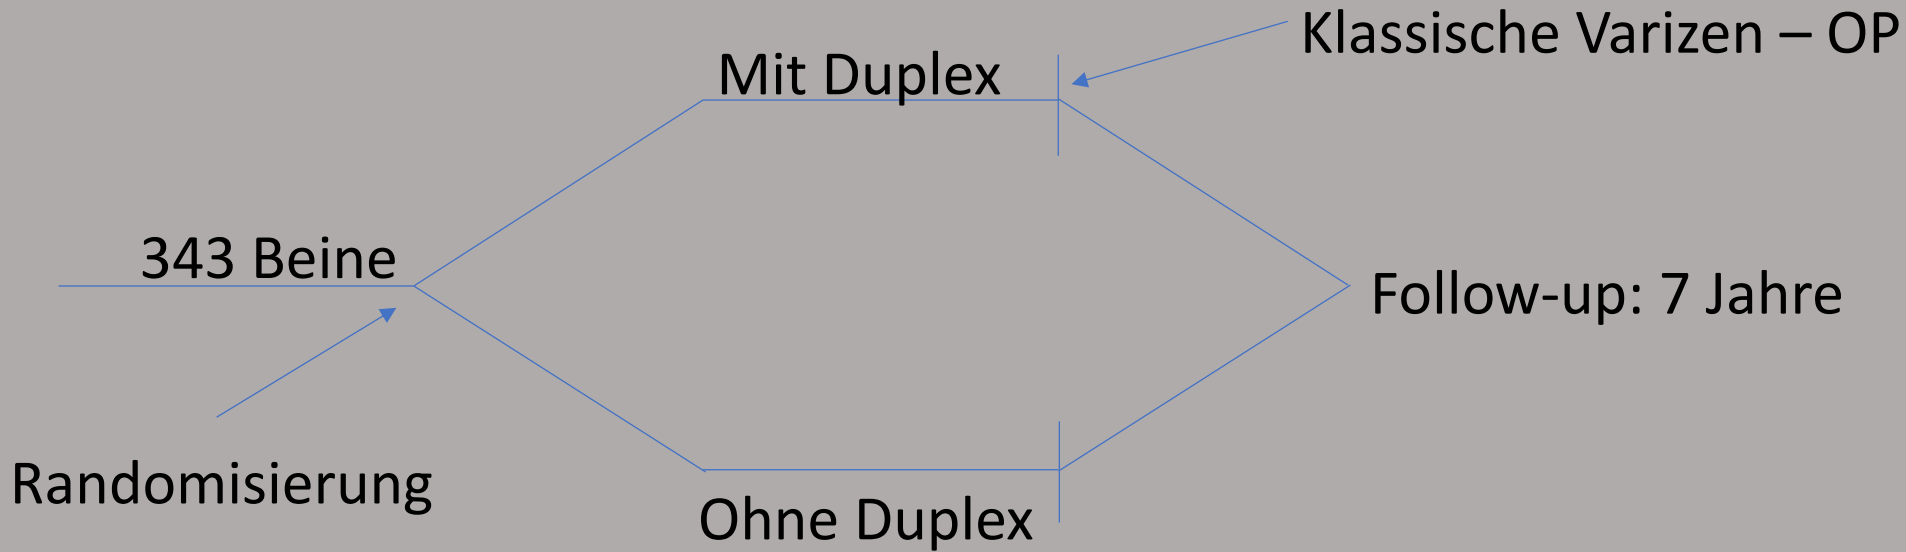 Klassische Varizen – OP
Mit Duplex
343 Beine
Follow-up: 7 Jahre
Randomisierung
Ohne Duplex